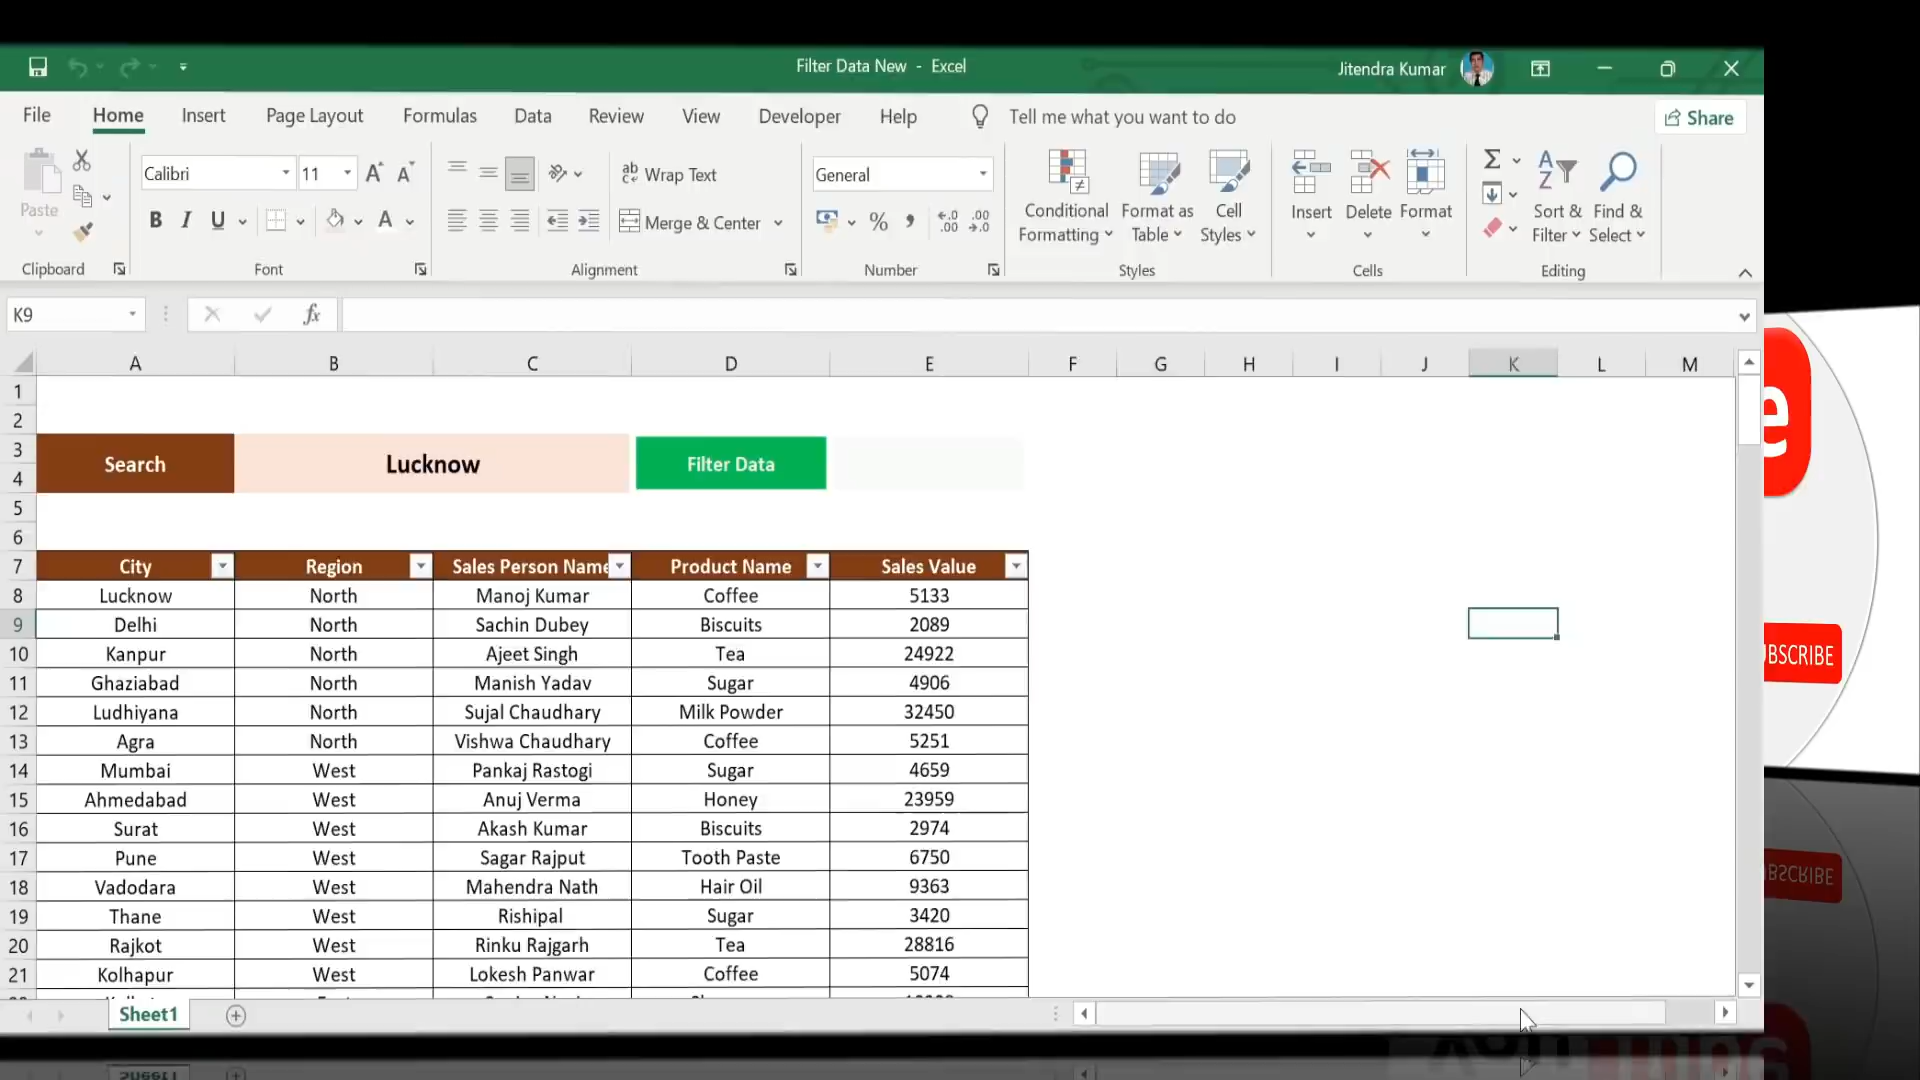 Filter Data New - Excel
Jitendra Kumar
File Home Insert Page Layout Formulas Data Review View Developer Help Tell me what you want to do Share
Paste
Clipboard
Calibri 11
B I U A
Font
Wrap Text
Merge & Center
Alignment
General
Number
Conditional Formatting
Format as Table
Cell Styles
Styles
Insert Delete Format
Cells
Sort & Filter
Find & Select
Editing
K9 fx
A B C D E F G H I J K L M
1
2
3
4
Search Lucknow Filter Data
5
6
7 City Region Sales Person Name Product Name Sales Value
8 Lucknow North Manoj Kumar Coffee 5133
9 Delhi North Sachin Dubey Biscuits 2089
10 Kanpur North Ajeet Singh Tea 24922
11 Ghaziabad North Manish Yadav Sugar 4906
12 Ludhiyana North Sujal Chaudhary Milk Powder 32450
13 Agra North Vishwa Chaudhary Coffee 5251
14 Mumbai West Pankaj Rastogi Sugar 4659
15 Ahmedabad West Anuj Verma Honey 23959
16 Surat West Akash Kumar Biscuits 2974
17 Pune West Sagar Rajput Tooth Paste 6750
18 Vadodara West Mahendra Nath Hair Oil 9363
19 Thane West Rishipal Sugar 3420
20 Rajkot West Rinku Rajgarh Tea 28816
21 Kolhapur West Lokesh Panwar Coffee 5074
Sheet1
e
BSCRIBE